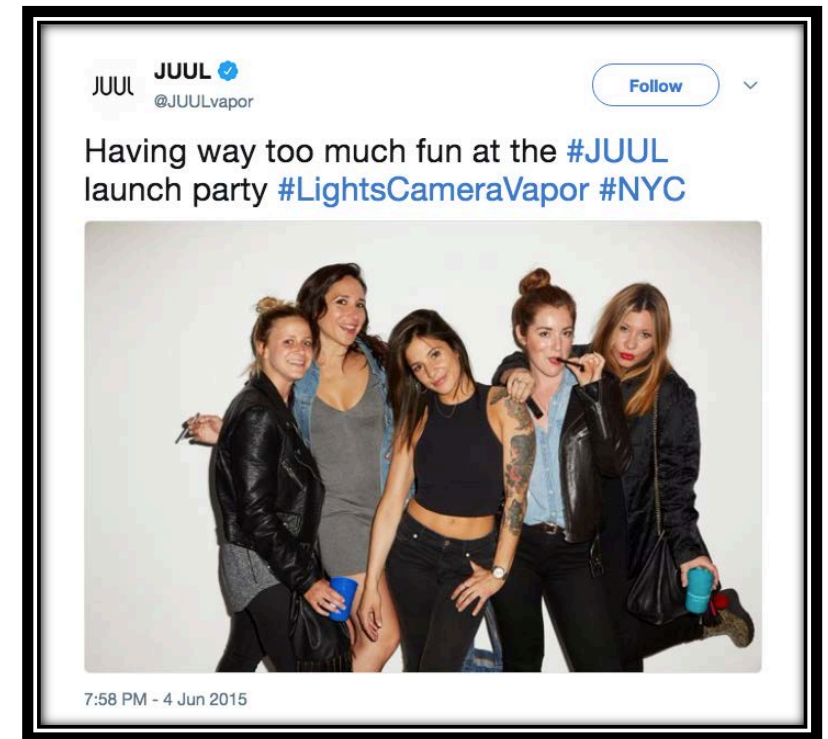 JUUL
JUUL
@JUULvapor
Follow
Having way too much fun at the #JUUL
launch party #LightsCameraVapor #NYC
7:58 PM - 4 Jun 2015